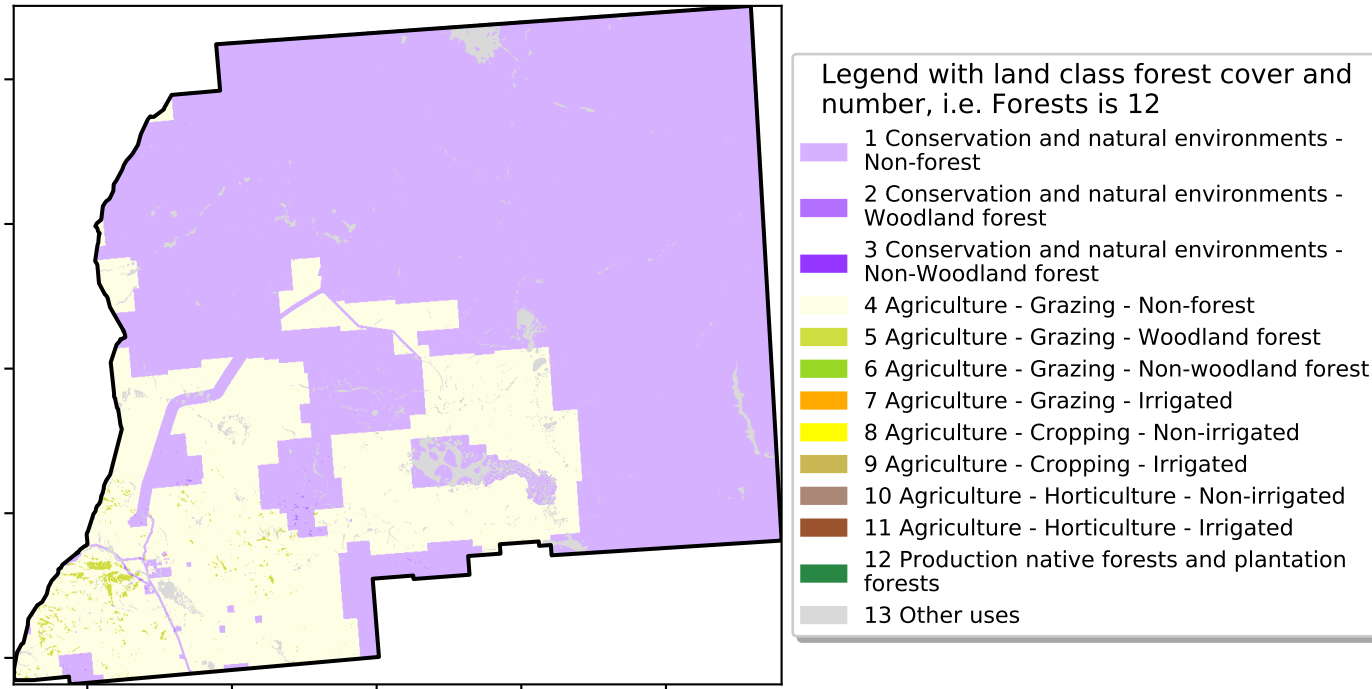 Legend with land class forest cover and
number, i.e. Forests is 12
1 Conservation and natural environments -
Non-forest
2 Conservation and natural environments -
Woodland forest
3 Conservation and natural environments -
Non-Woodland forest
4 Agriculture - Grazing - Non-forest
5 Agriculture - Grazing - Woodland forest
6 Agriculture - Grazing - Non-woodland forest
7 Agriculture - Grazing - Irrigated
8 Agriculture - Cropping - Non-irrigated
9 Agriculture - Cropping - Irrigated
10 Agriculture - Horticulture - Non-irrigated
11 Agriculture - Horticulture - Irrigated
12 Production native forests and plantation
forests
13 Other uses